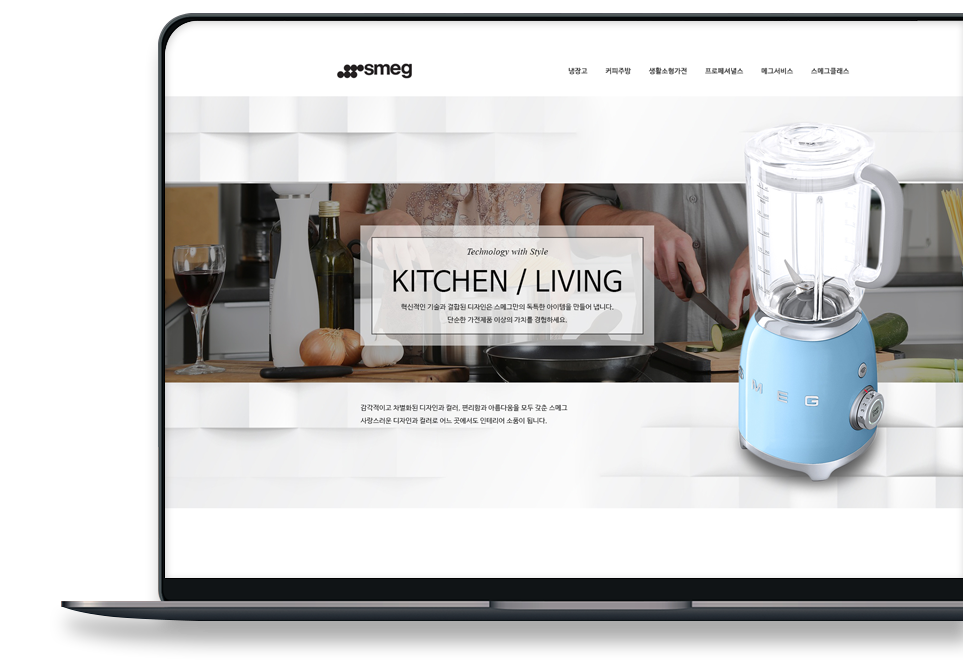 smeg
냉장고 커피주방 생활소형가전 프로페셔널스 메그서비스 스메그클래스
Technology with Style
KITCHEN / LIVING
혁신적인 기술과 결합된 디자인은 스메그만의 독특한 아이템을 만들어 냅니다.
단순한 가전제품 이상의 가치를 경험하세요.
SMEG
감각적이고 차별화된 디자인과 컬러, 편리함과 아름다움을 모두 갖춘 스메그
사랑스러운 디자인과 컬러로 어느 곳에서도 인테리어 소품이 됩니다.